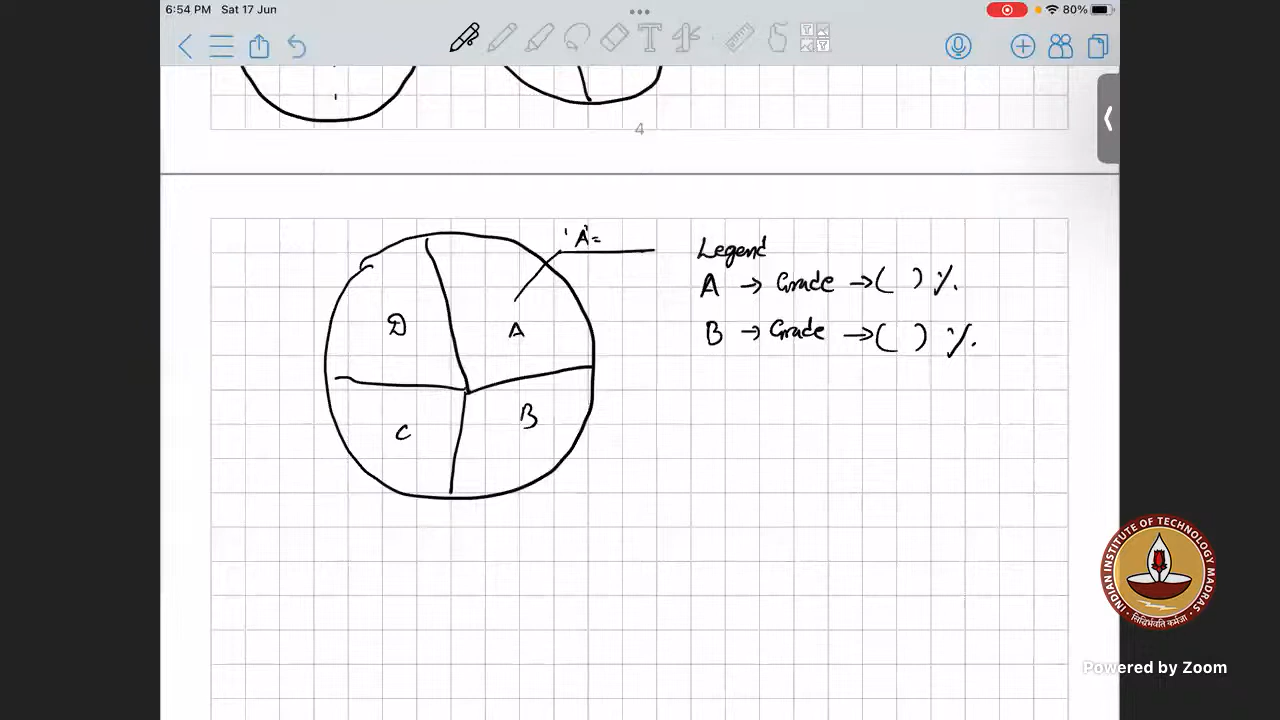 6:54 PM Sat 17 Jun
80%
4
'A'=
D
A
C
B
Legend
A → Grade → ( ) %.
B → Grade → ( ) %.
INDIAN INSTITUTE OF TECHNOLOGY MADRAS
सिद्धिर्भवति कर्मजा
Powered by Zoom